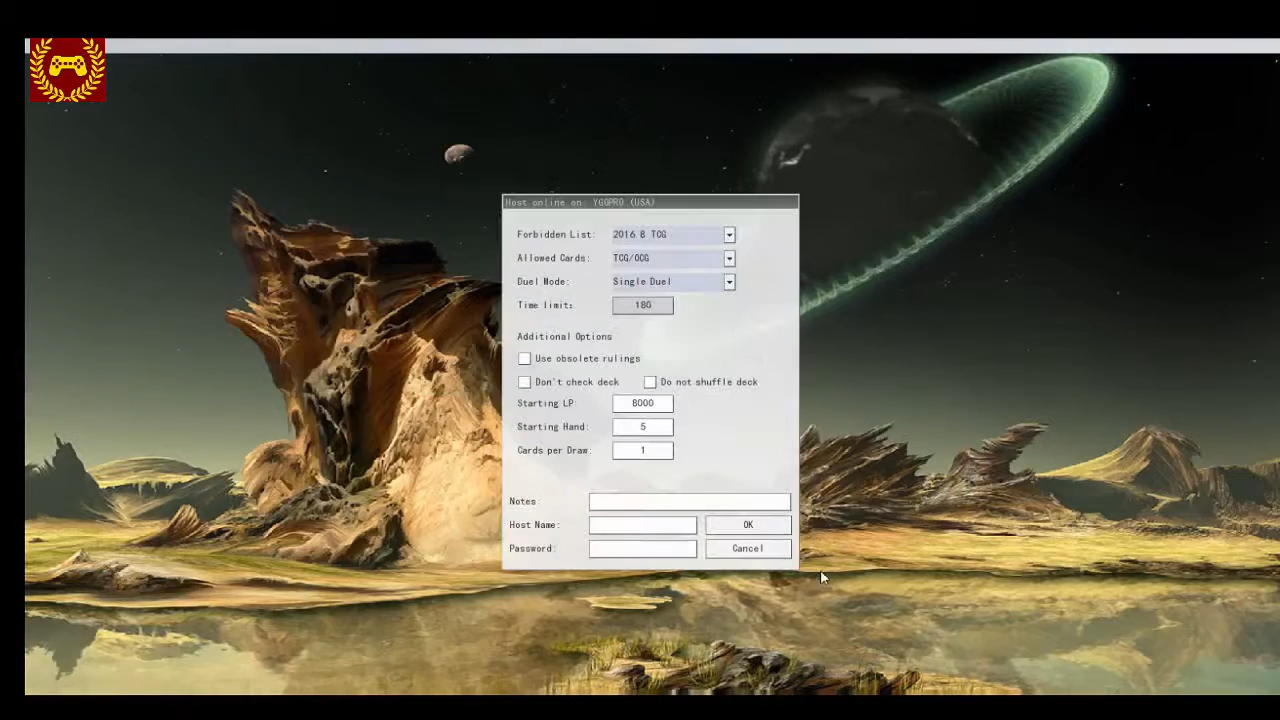 Host online on: YGOPRO (USA)
Forbidden List: 2016.8 TCG
Allowed Cards: TCG/OCG
Duel Mode: Single Duel
Time limit: 180
Additional Options
Use obsolete rulings
Don't check deck Do not shuffle deck
Starting LP: 8000
Starting Hand: 5
Cards per Draw: 1
Notes:
Host Name: OK
Password: Cancel